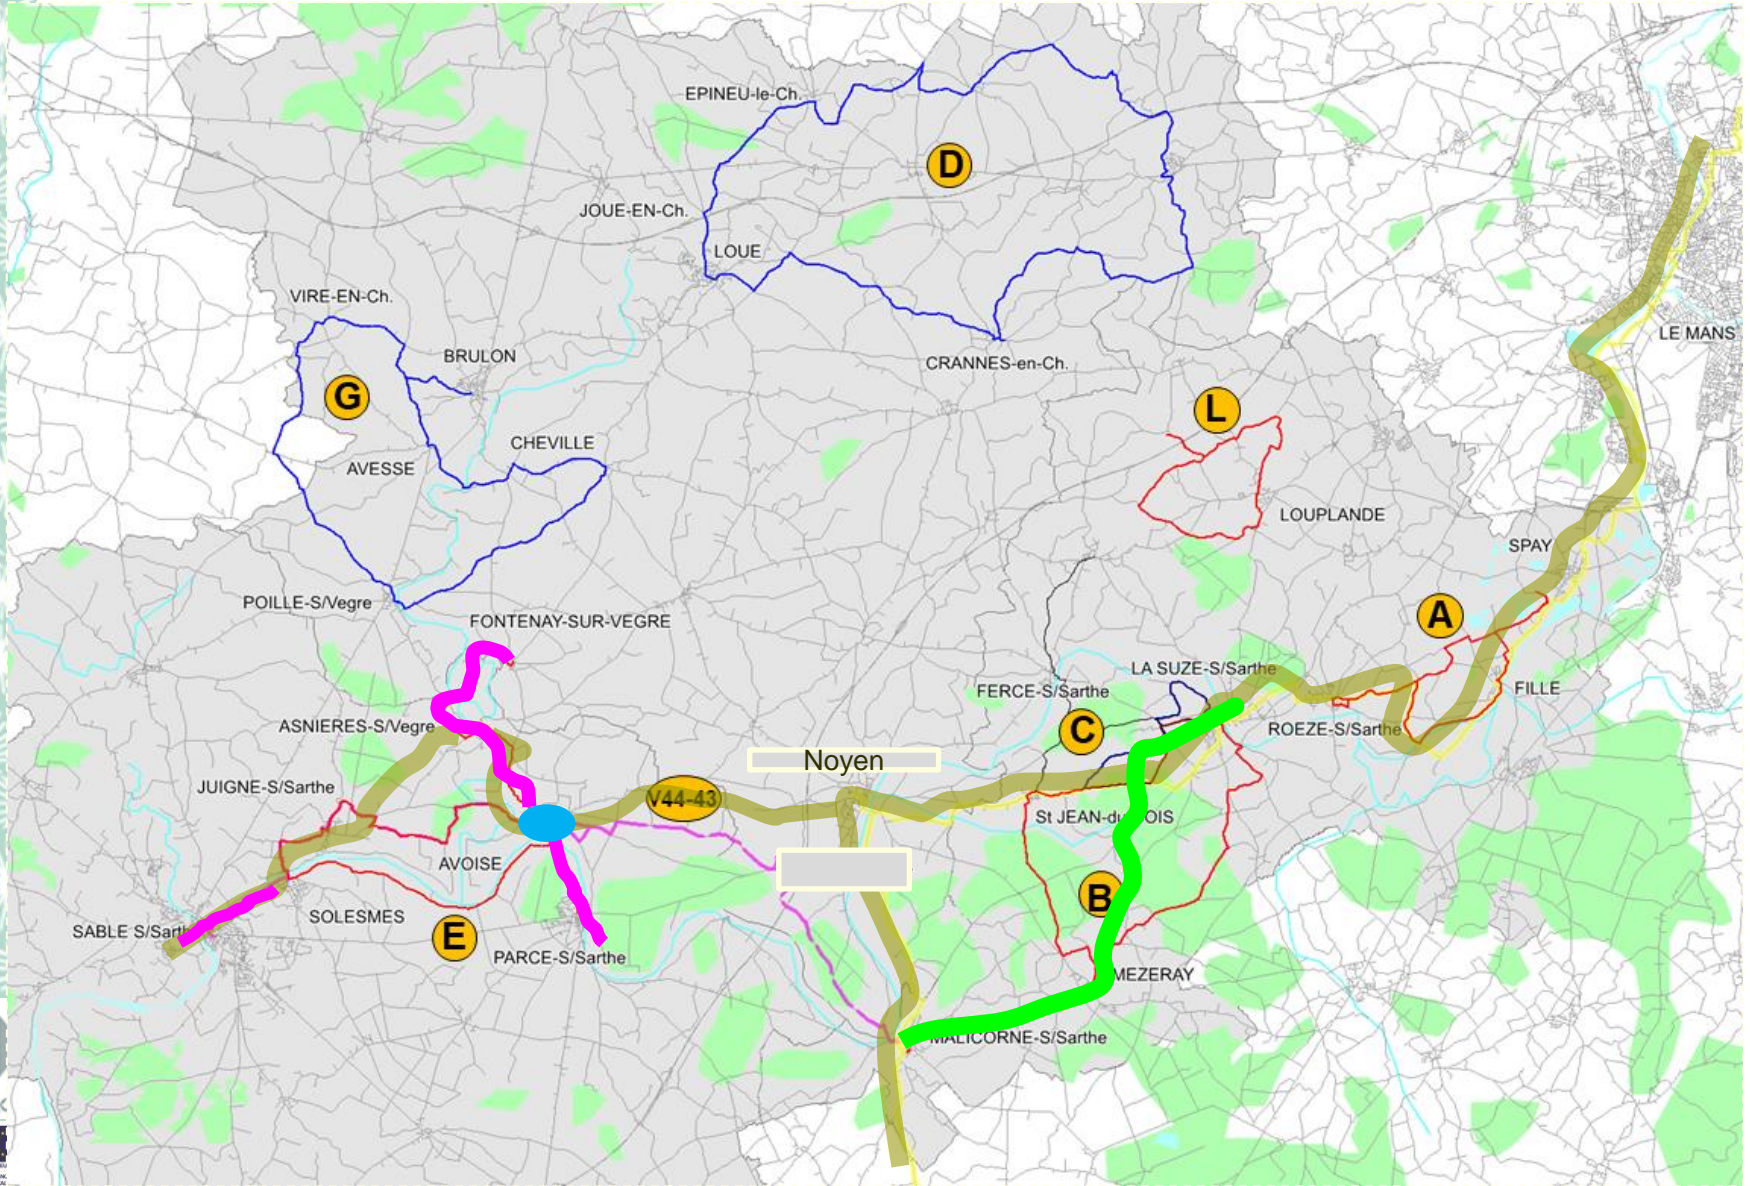 EPINEU-le-Ch.
D
JOUE-EN-Ch.
LOUE
VIRE-EN-Ch.
LE MANS
BRULON
CRANNES-en-Ch.
G
L
CHEVILLE
AVESSE
LOUPLANDE
SPAY
POILLE-S/Vegre
FONTENAY-SUR-VEGRE
A
LA SUZE-S/Sarthe
FERCE-S/Sarthe
FILLE
ASNIERES-S/Vegre
C
ROEZE-S/Sarthe
Noyen
JUIGNE-S/Sarthe
V44-43
St JEAN-du
OIS
AVOISE
B
SOLESMES
SABLE S/Sarth
E
PARCE-S/Sarthe
MEZERAY
MALICORNE-S/Sarthe